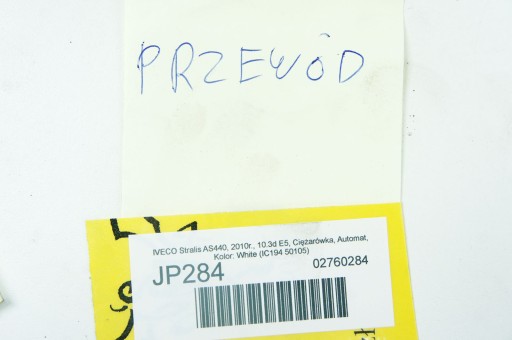 PRZEWÓD
IVECO Stralis AS440, 2010r., 10.3d E5, Ciężarówka, Automat,
Kolor: White (IC194 50105)
JP284
02760284